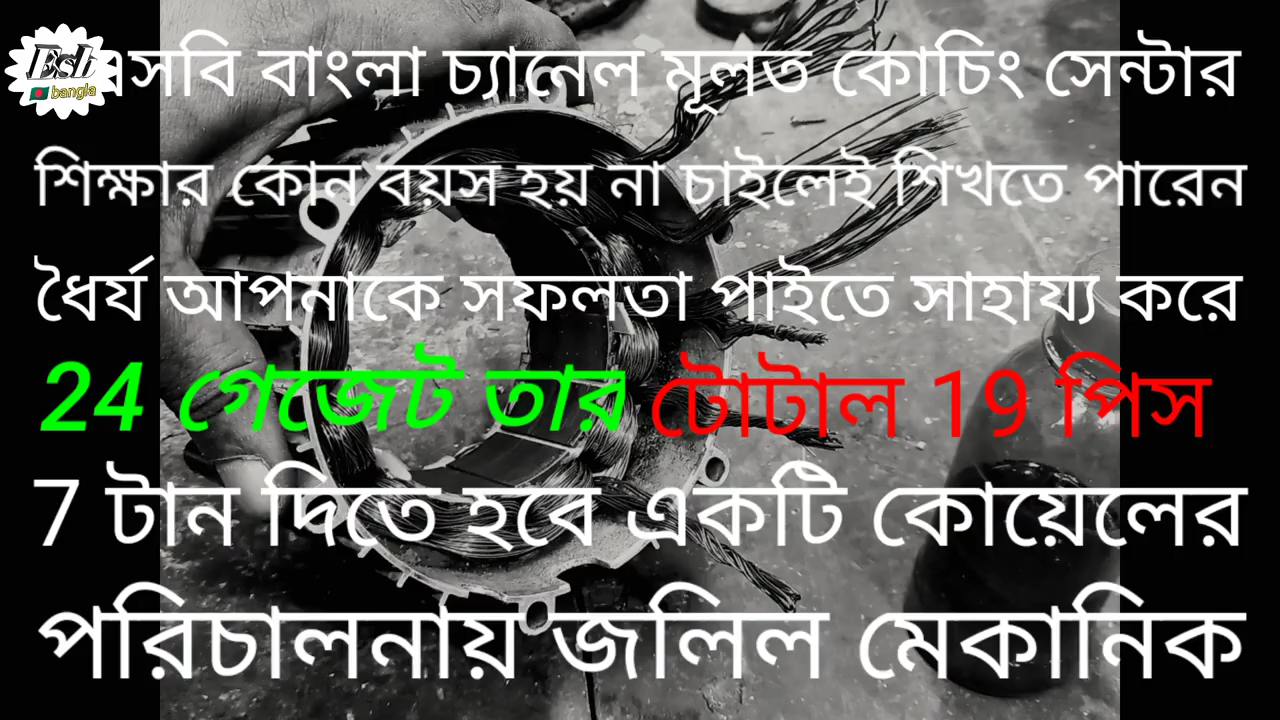 Esb
bangla
এসবি বাংলা চ্যানেল মূলত কোচিং সেন্টার
শিক্ষার কোন বয়স হয় না চাইলেই শিখতে পারেন
ধৈর্য আপনাকে সফলতা পাইতে সাহায্য করে
24 গেজেট তার টোটাল 19 পিস
7 টান দিতে হবে একটি কোয়েলের
পরিচালনায় জলিল মেকানিক